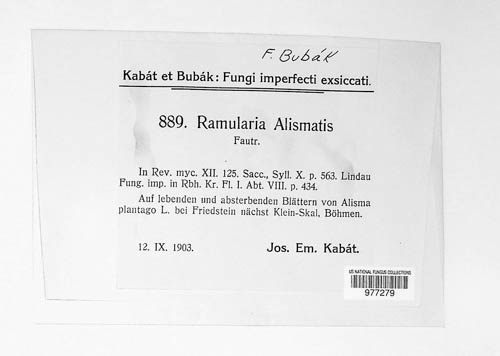 F. Bubák
Kabát et Bubák: Fungi imperfecti exsiccati.
889. Ramularia Alismatis
Fautr.
In Rev. myc. XII. 125. Sacc., Syll. X. p. 563. Lindau
Fung. imp. in Rbh. Kr. Fl. I. Abt. VIII. p. 434.
Auf lebenden und absterbenden Blättern von Alisma
plantago L. bei Friedstein nächst Klein-Skal, Böhmen.
12. IX. 1903. Jos. Em. Kabát.
US NATIONAL FUNGUS COLLECTIONS
977279